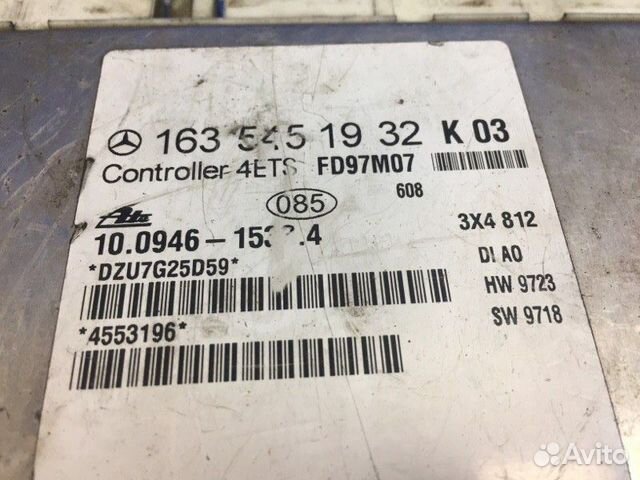 163 545 19 32 K 03
Controller 4ETS FD97M07
608
085
Ate
3X4 812
10.0946-
*DZU7G25D59*
DI A0
HW 9723
*4553196*
SW 9718
Avito